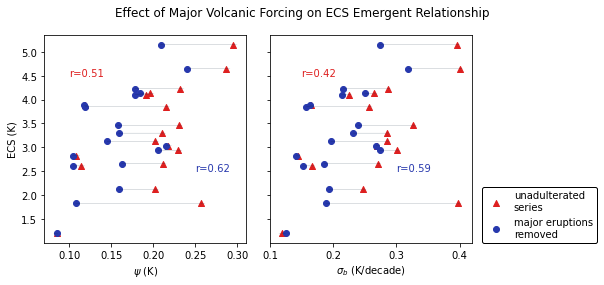 Effect of Major Volcanic Forcing on ECS Emergent Relationship
ECS (K)
5.0
4.5
4.0
3.5
3.0
2.5
2.0
1.5
r=0.51
r=0.62
0.10
0.15
0.20
0.25
0.30
ψ (K)
r=0.42
r=0.59
0.1
0.2
0.3
0.4
σb (K/decade)
unadulterated
series
major eruptions
removed